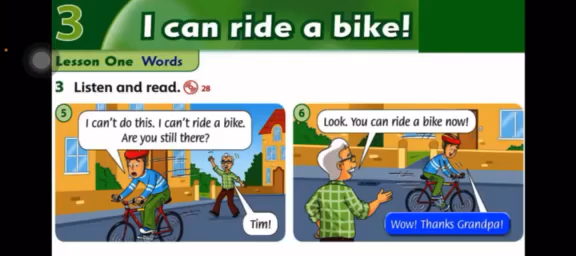 3
I can ride a bike!
Lesson One Words
3 Listen and read. 28
5
I can't do this. I can't ride a bike.
Are you still there?
Tim!
6
Look. You can ride a bike now!
Wow! Thanks Grandpa!